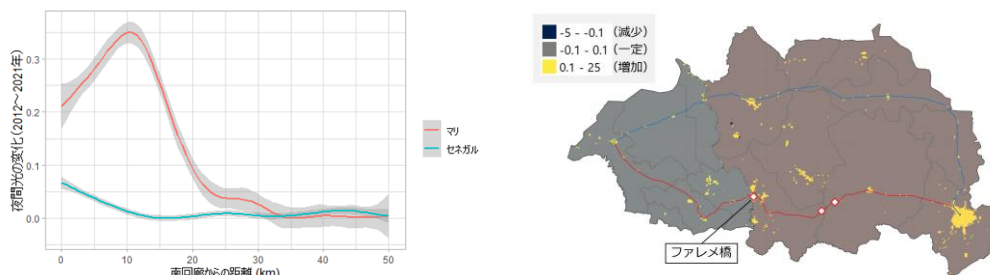 夜間光の変化(2012～2021年)
0.3
0.2
0.1
0.0
0
10
20
30
40
50
南回廊からの距離 (km)
マリ
セネガル
-5 - -0.1 (減少)
-0.1 - 0.1 (一定)
0.1 - 25 (増加)
ファレメ橋